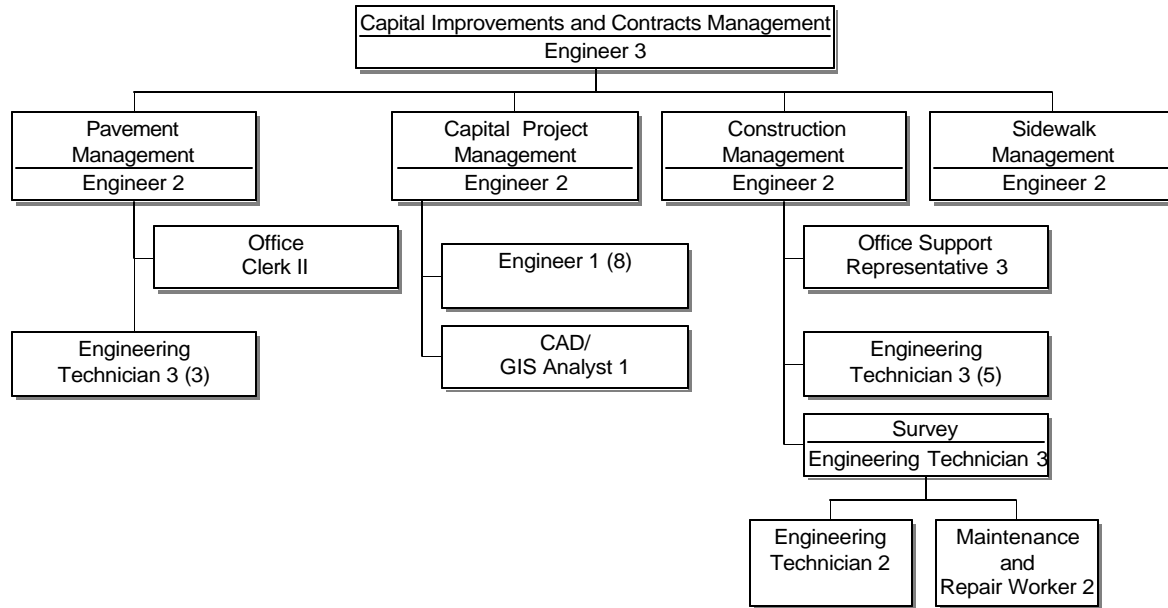 Capital Improvements and Contracts Management
Engineer 3
Pavement
Management
Engineer 2
Capital Project
Management
Engineer 2
Construction
Management
Engineer 2
Sidewalk
Management
Engineer 2
Office
Clerk II
Engineering
Technician 3 (3)
Engineer 1 (8)
CAD/
GIS Analyst 1
Office Support
Representative 3
Engineering
Technician 3 (5)
Survey
Engineering Technician 3
Engineering
Technician 2
Maintenance
and
Repair Worker 2